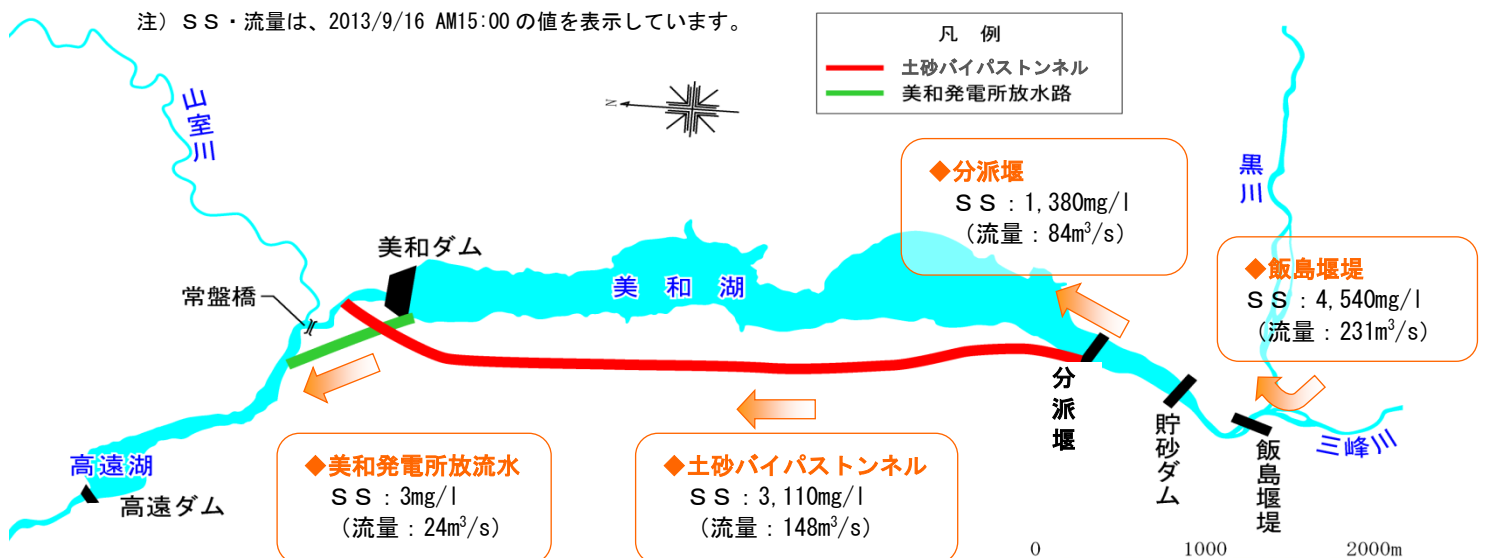 注）ＳＳ・流量は、2013/9/16 AM15:00 の値を表示しています。
凡　例
土砂バイパストンネル
美和発電所放水路
N
山室川
黒川
◆分派堰
ＳＳ：1,380mg/l
（流量：84m³/s）
美和ダム
美　和　湖
常盤橋
◆飯島堰堤
ＳＳ：4,540mg/l
（流量：231m³/s）
分派堰
貯砂ダム
飯島堰堤
三峰川
高遠湖
高遠ダム
◆美和発電所放流水
ＳＳ：3mg/l
（流量：24m³/s）
◆土砂バイパストンネル
ＳＳ：3,110mg/l
（流量：148m³/s）
0 1000 2000m